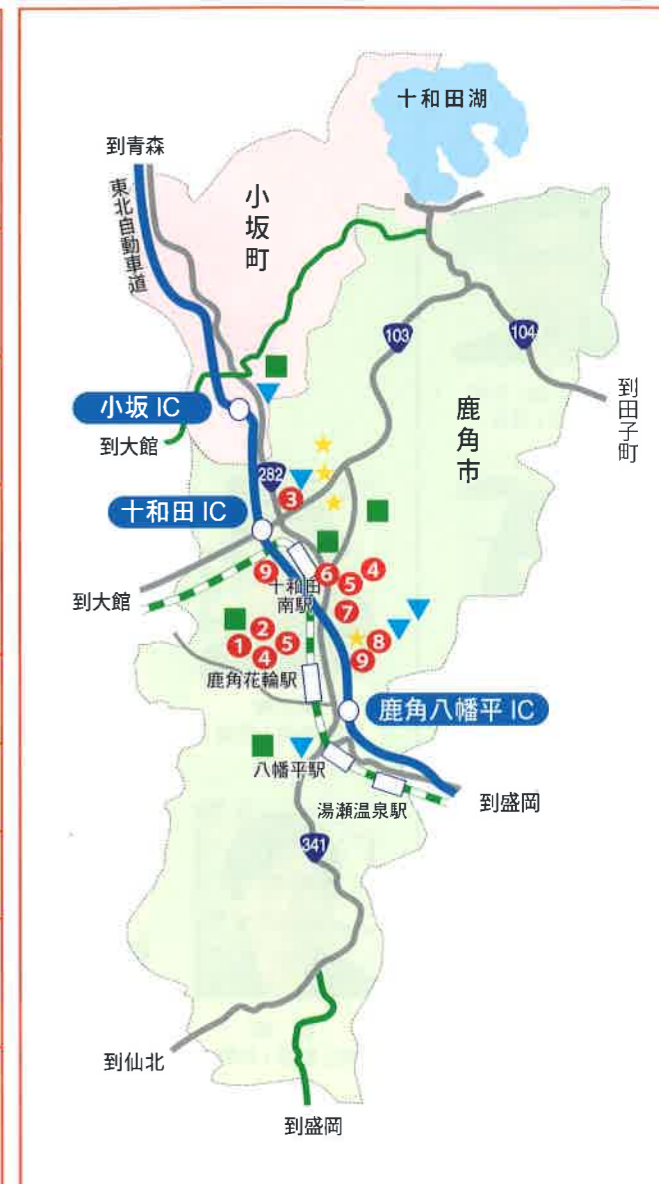 十和田湖
到青森
東北自動車道
小坂町
103
104
到田子町
鹿角市
小坂 IC
到大館
282
3
十和田 IC
到大館
9
十和田
南駅
6
5
4
7
1
2
4
5
8
9
鹿角花輪駅
鹿角八幡平 IC
八幡平駅
湯瀬温泉駅
到盛岡
341
到仙北
到盛岡